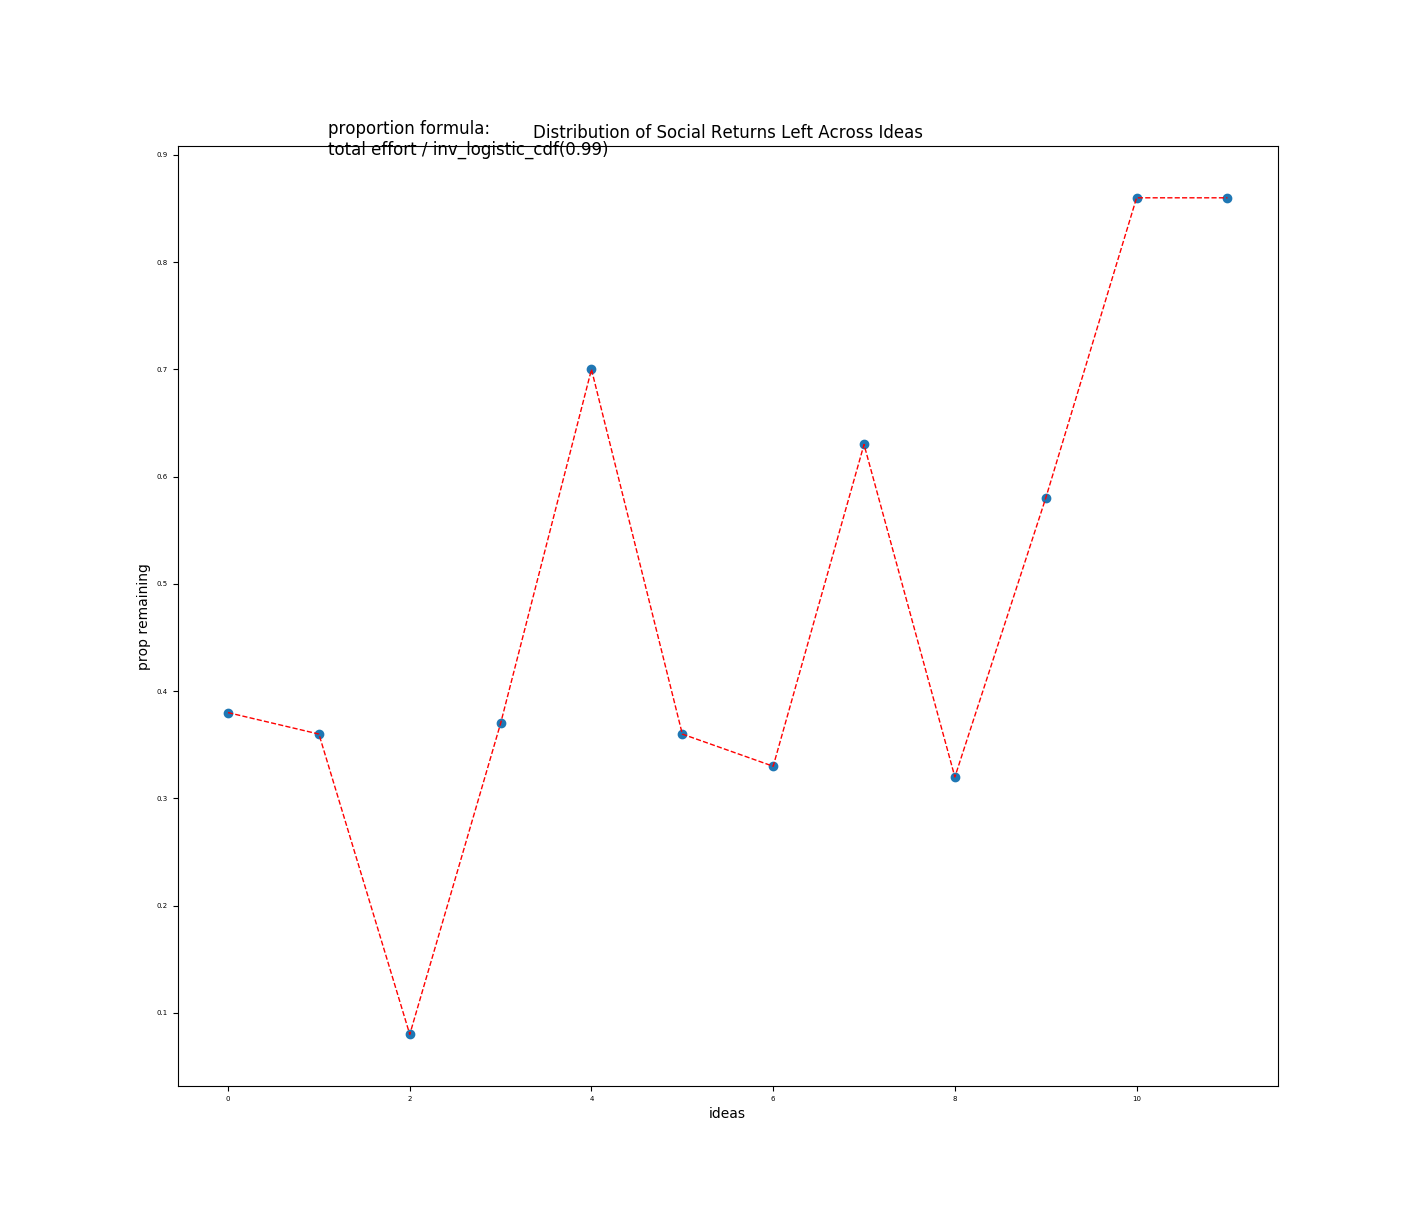 proportion formula:
Distribution of Social Returns Left Across Ideas
total effort / inv_logistic_cdf(0.99)
0.9
0.8
0.7
0.6
0.5
0.4
0.3
0.2
0.1
prop remaining
0 2 4 6 8 10
ideas